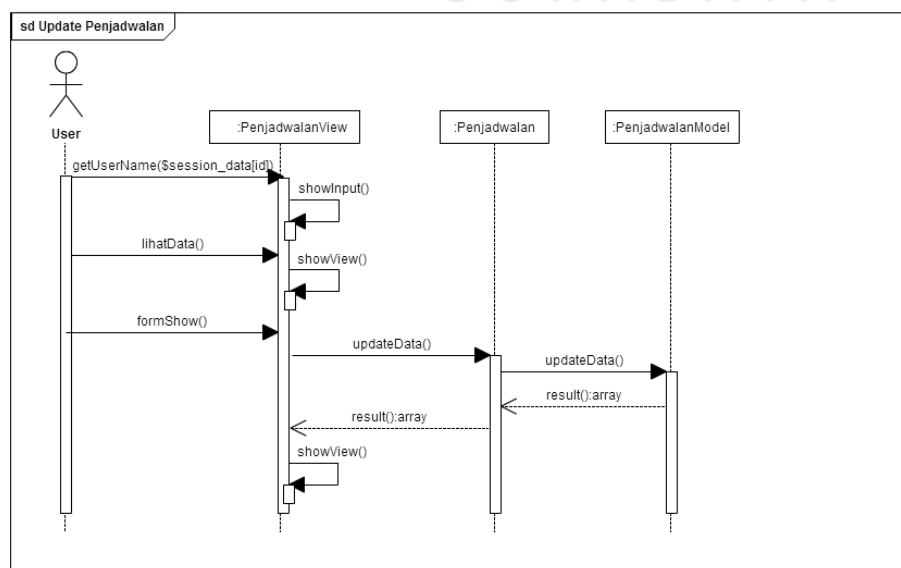 sd Update Penjadwalan
User
:PenjadwalanView
:Penjadwalan
:PenjadwalanModel
getUserName($session_data[id])
showInput()
lihatData()
showView()
formShow()
updateData()
updateData()
result():array
result():array
showView()